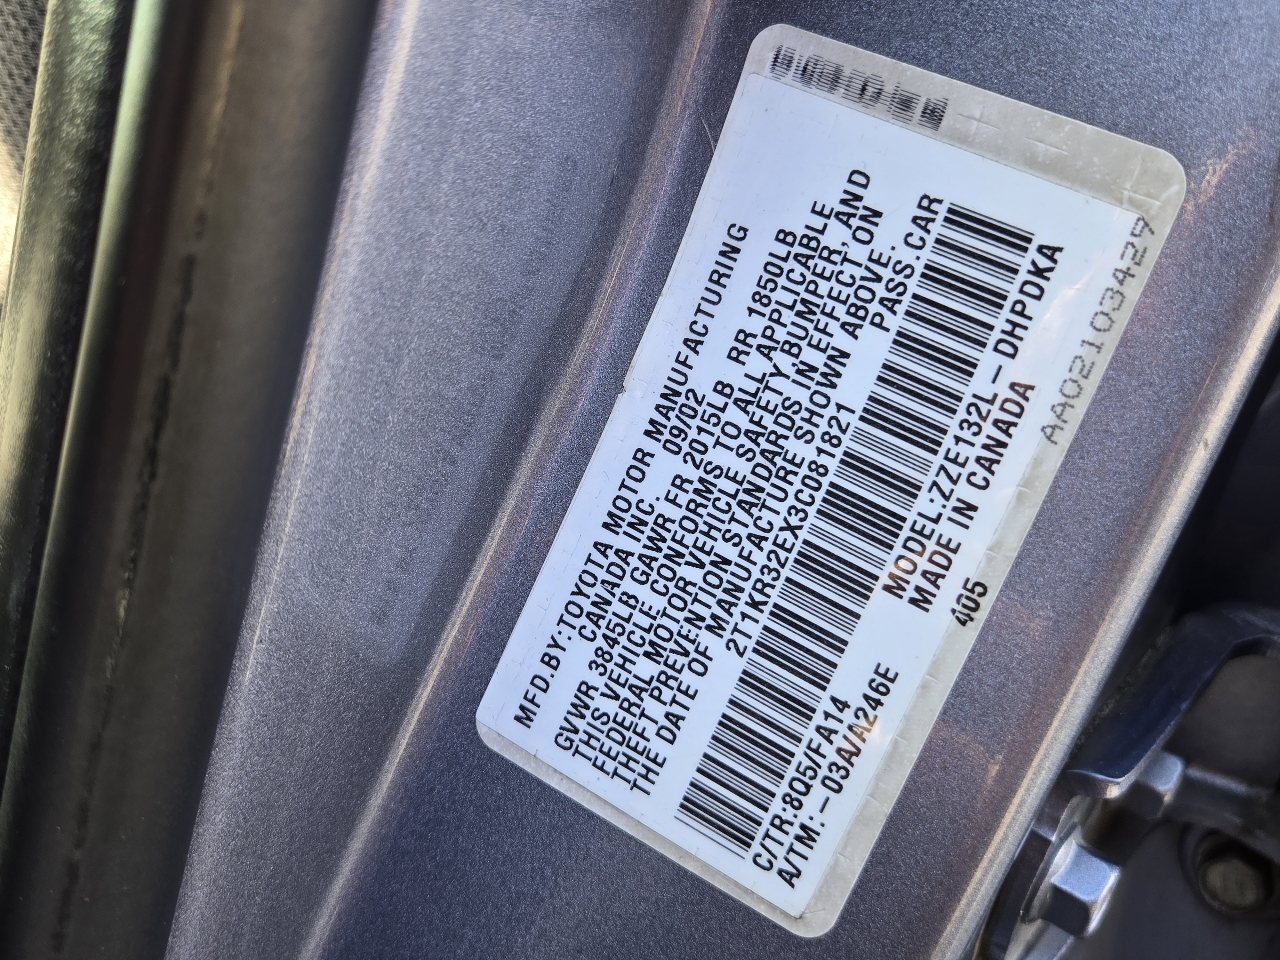 MFD.BY:TOYOTA MOTOR MANUFACTURING
CANADA INC. 09/02
GVWR 3845LB GAWR FR 2015LB RR 1850LB
THIS VEHICLE CONFORMS TO ALL APPLICABLE
FEDERAL MOTOR VEHICLE SAFETY,BUMPER, AND
THEFT PREVENTION STANDARDS IN EFFECT ON
THE DATE OF MANUFACTURE SHOWN ABOVE.
2T1KR32EX3C081821 PASS.CAR
C/TR:8Q5/FA14 MODEL:ZZE132L-DHPDKA
A/TM:-03A/A246E MADE IN CANADA
405
AA02103427